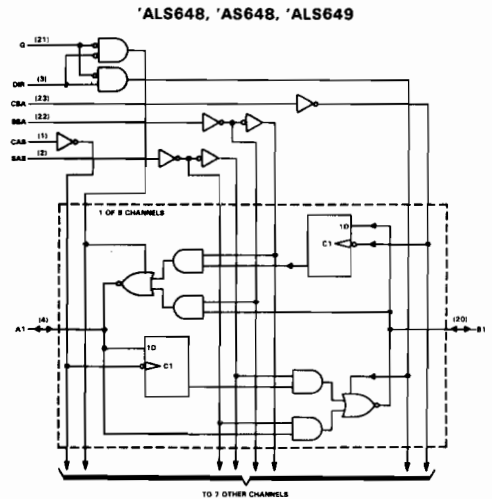 'ALS648, 'AS648, 'ALS649
G (21)
DIR (3)
CBA (23)
SBA (22)
CAB (1)
SAB (2)
1 OF 8 CHANNELS
1D
C1
A1 (4)
(20) B1
1D
C1
TO 7 OTHER CHANNELS